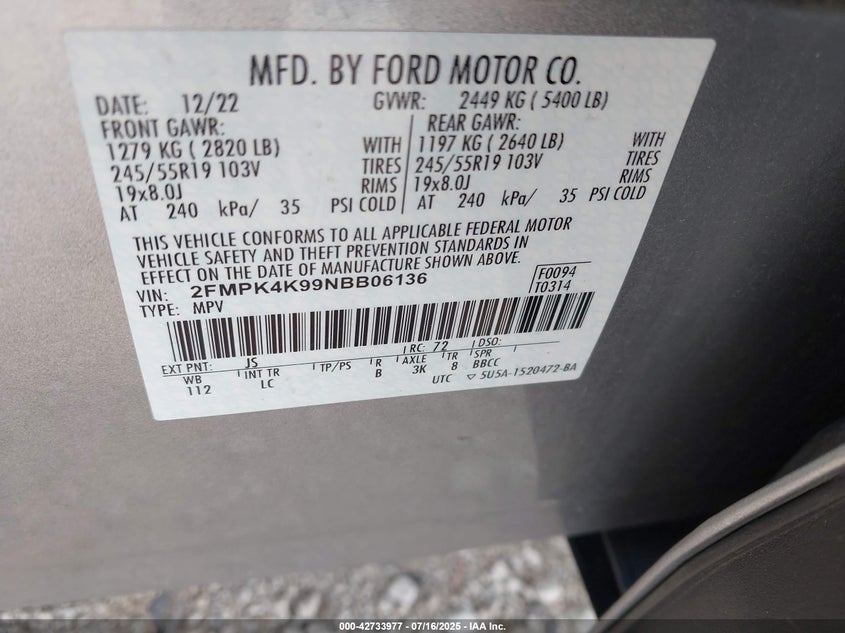 MFD. BY FORD MOTOR CO.
DATE: 12/22 GVWR: 2449 KG ( 5400 LB)
FRONT GAWR: REAR GAWR:
1279 KG ( 2820 LB) WITH 1197 KG ( 2640 LB) WITH
245/55R19 103V TIRES 245/55R19 103V TIRES
19x8.0J RIMS 19x8.0J RIMS
AT 240 kPa/ 35 PSI COLD AT 240 kPa/ 35 PSI COLD
THIS VEHICLE CONFORMS TO ALL APPLICABLE FEDERAL MOTOR
VEHICLE SAFETY AND THEFT PREVENTION STANDARDS IN
EFFECT ON THE DATE OF MANUFACTURE SHOWN ABOVE.
VIN: 2FMPK4K99NBB06136 F0094
TYPE: MPV T0314
EXT PNT: JS RC: 72 DSO:
WB INT TR TP/PS R AXLE TR SPR
112 LC B 3K 8 BBCC
UTC ▽ 5U5A-1520472-BA
000-42733977 - 07/16/2025 - IAA Inc.